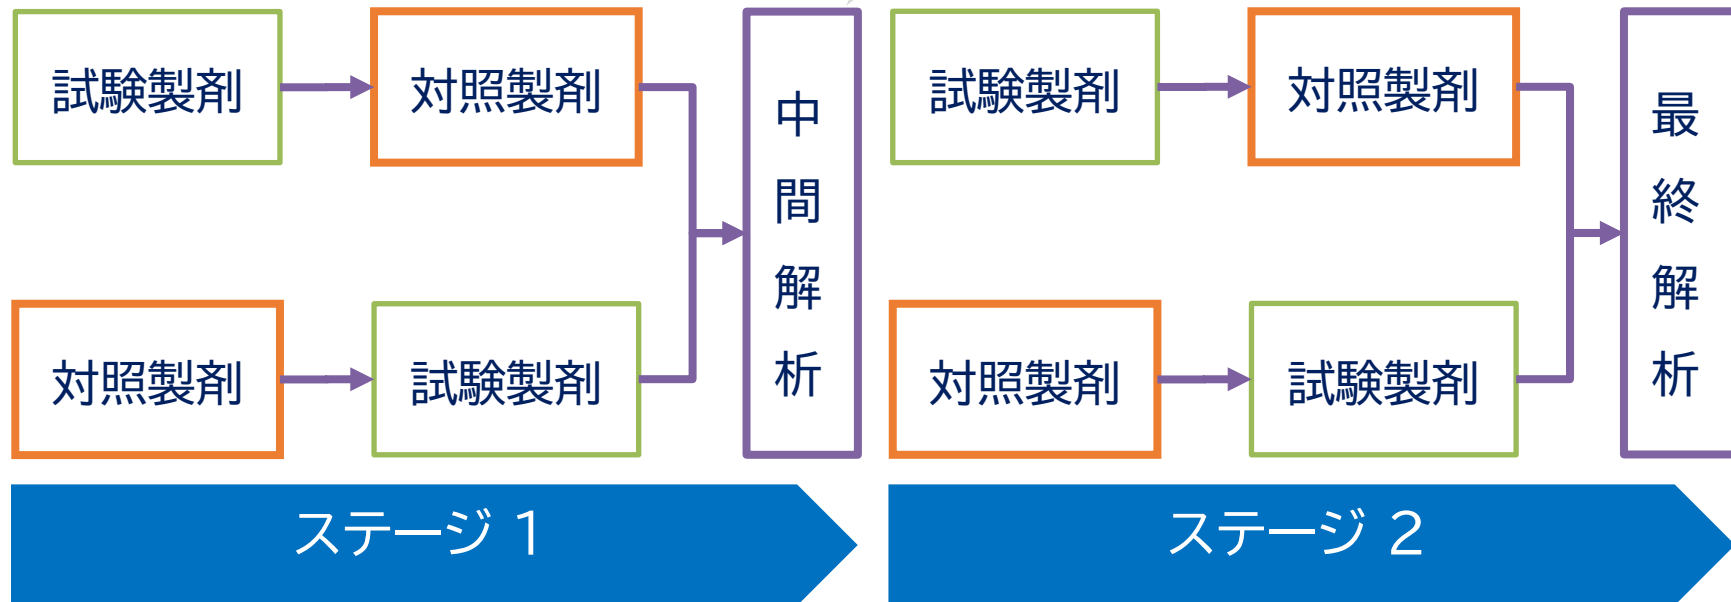 試験製剤
対照製剤
対照製剤
試験製剤
中間解析
ステージ 1
試験製剤
対照製剤
対照製剤
試験製剤
最終解析
ステージ 2